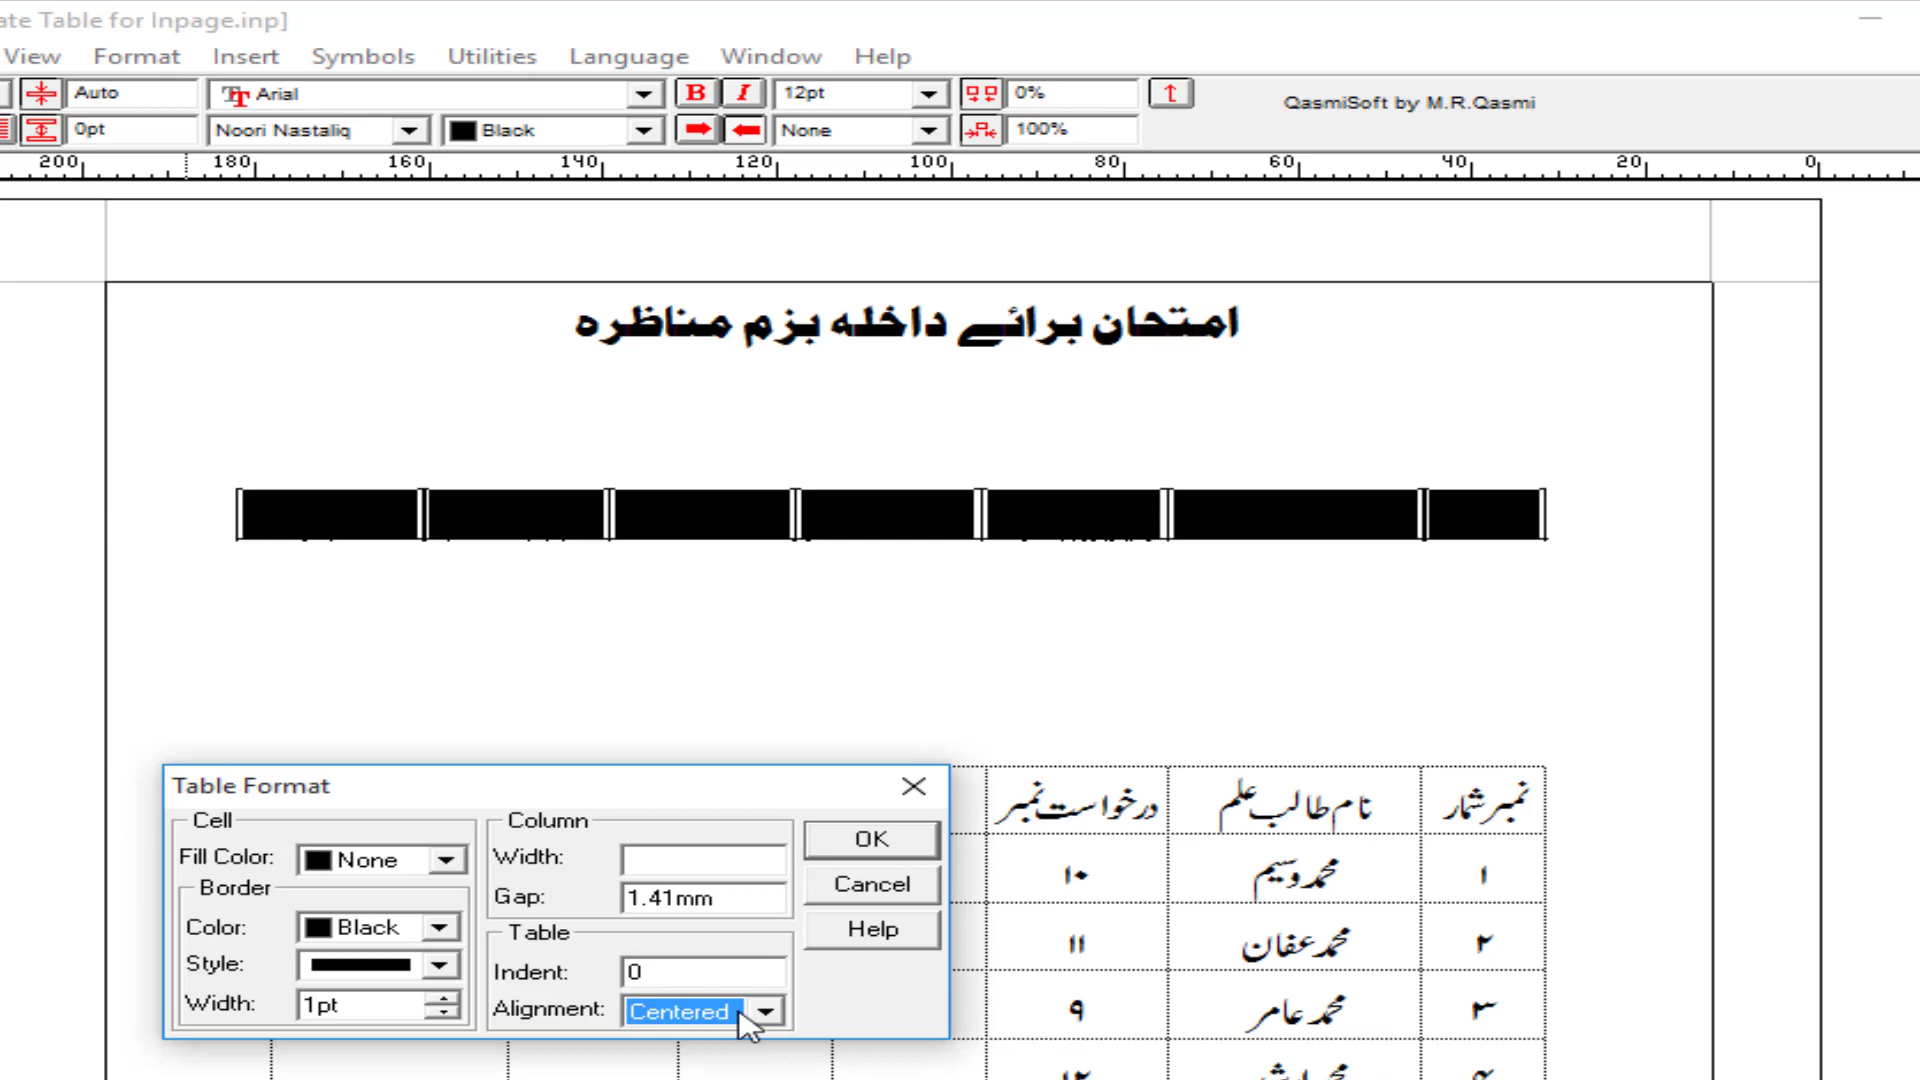 ate Table for Inpage.inp]
View Format Insert Symbols Utilities Language Window Help
Auto Arial B I 12pt 0% QasmiSoft by M.R.Qasmi
0pt Noori Nastaliq Black None 100%
200 180 160 140 120 100 80 60 40 20 0
امتحان برائے داخلہ بزم مناظرہ
Table Format
Cell
Fill Color: None
Border
Color: Black
Style:
Width: 1pt
Column
Width:
Gap: 1.41mm
Table
Indent: 0
Alignment: Centered
OK
Cancel
Help
نمبر شمار نام طالب علم درخواست نمبر
۱ محمد وسیم ۱۰
۲ محمد عفان ۱۱
۳ محمد عامر ۹